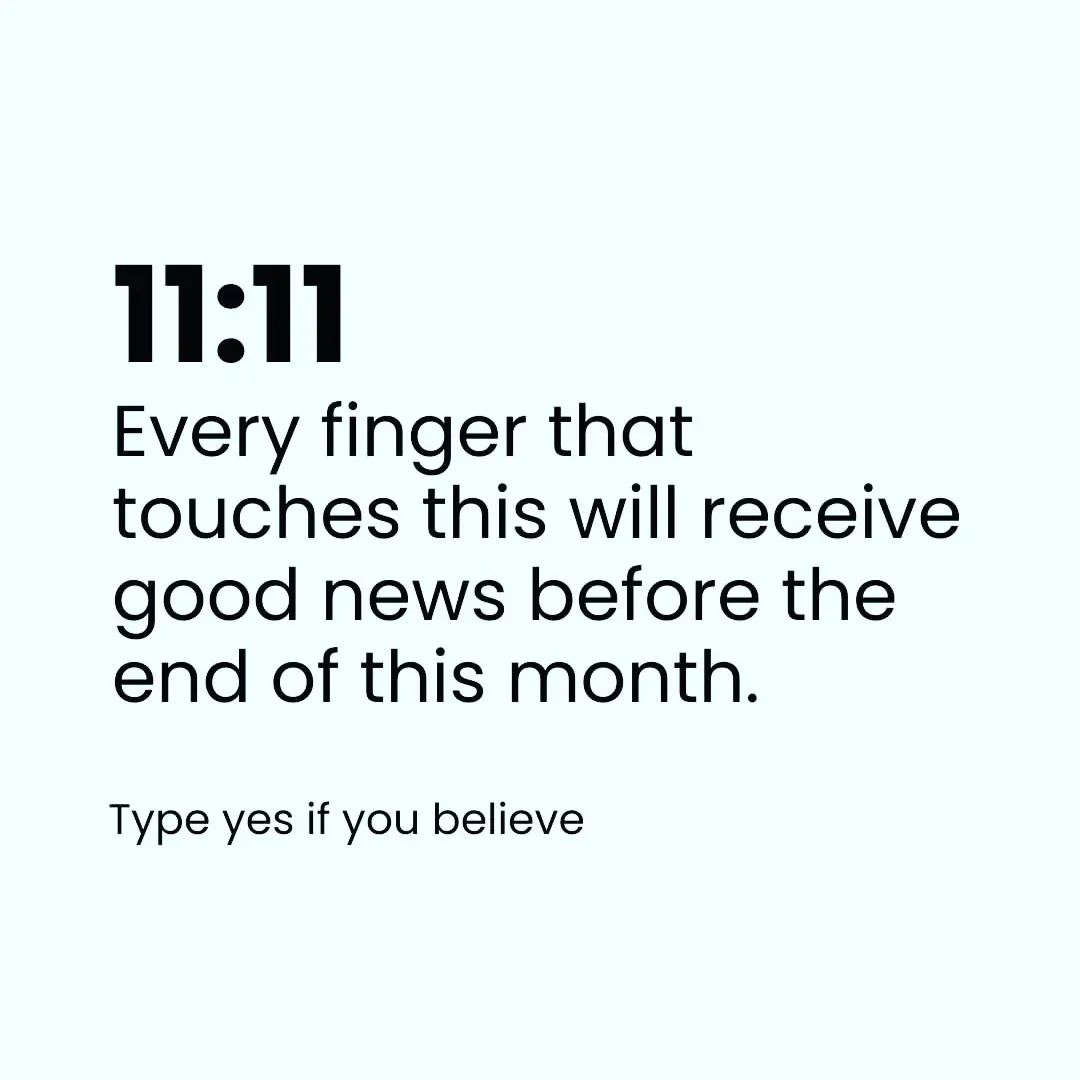 11:11
Every finger that
touches this will receive
good news before the
end of this month.
Type yes if you believe